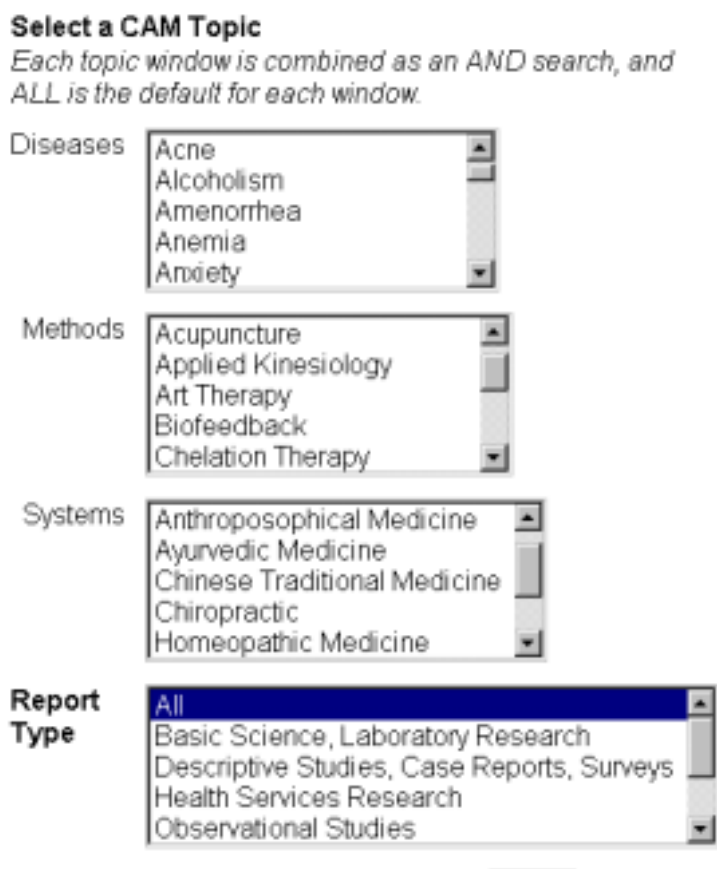 Select a CAM Topic
Each topic window is combined as an AND search, and
ALL is the default for each window.
Diseases
Acne
Alcoholism
Amenorrhea
Anemia
Anxiety
Methods
Acupuncture
Applied Kinesiology
Art Therapy
Biofeedback
Chelation Therapy
Systems
Anthroposophical Medicine
Ayurvedic Medicine
Chinese Traditional Medicine
Chiropractic
Homeopathic Medicine
Report
Type
All
Basic Science, Laboratory Research
Descriptive Studies, Case Reports, Surveys
Health Services Research
Observational Studies